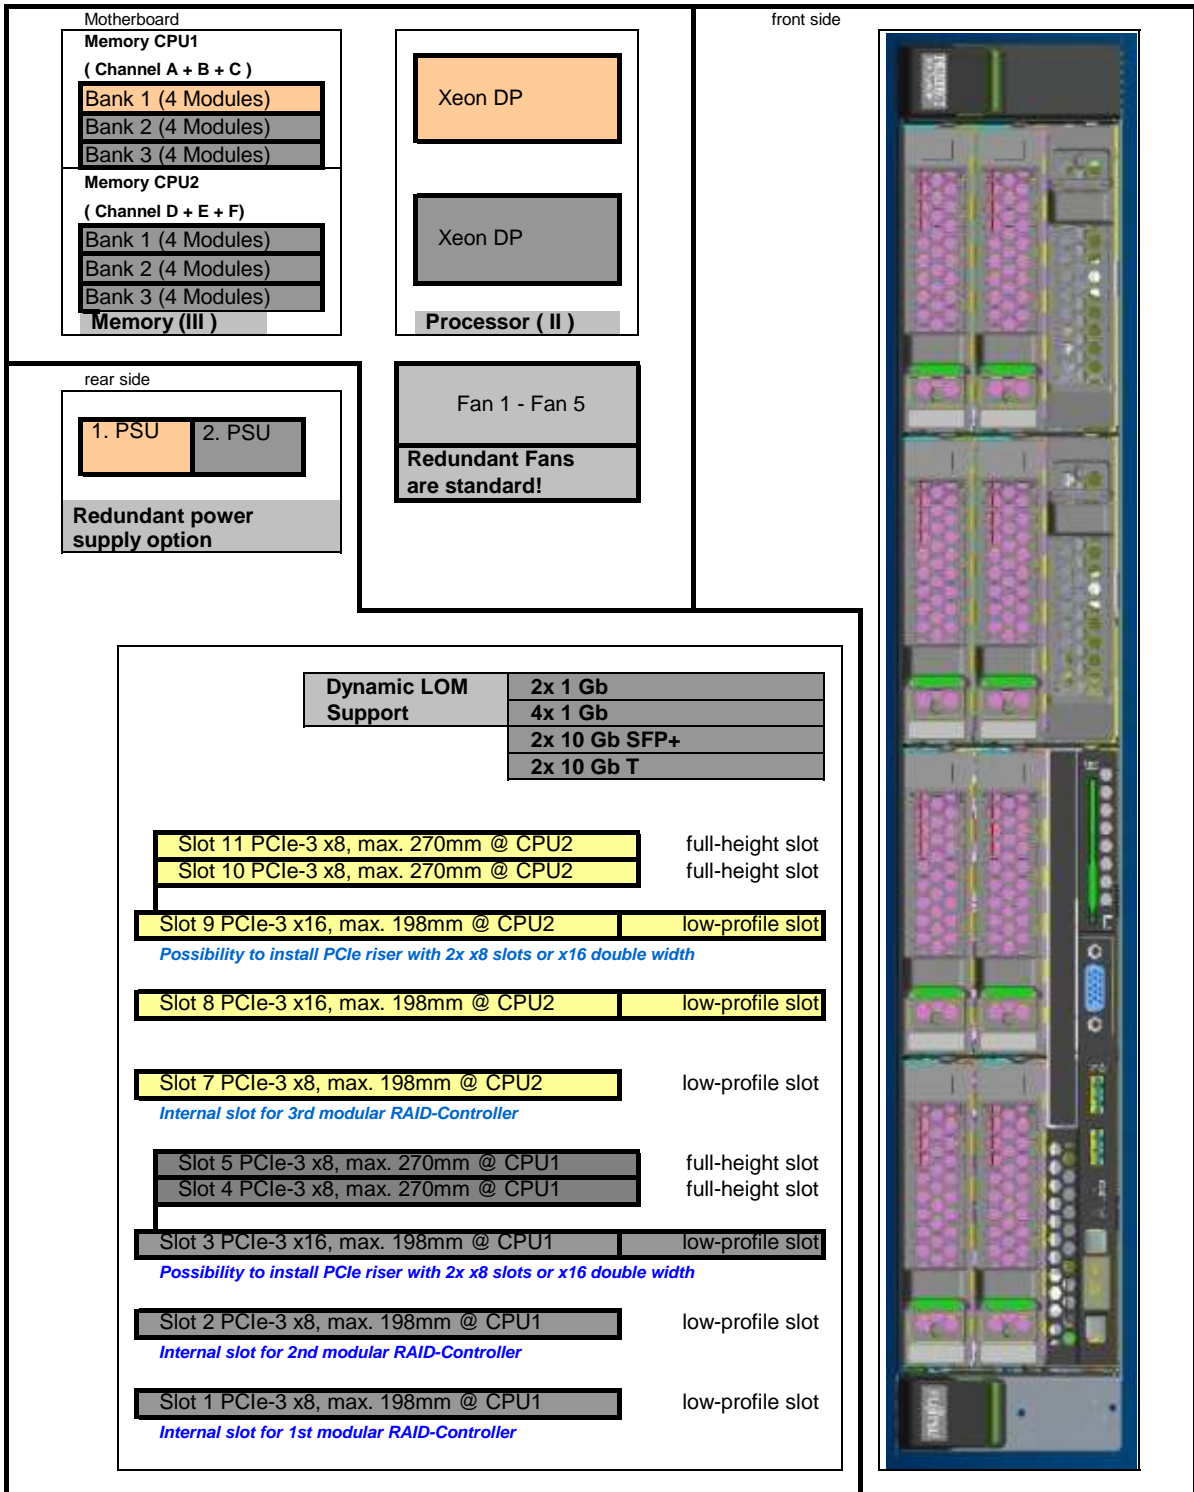 Motherboard
Memory CPU1
( Channel A + B + C )
Bank 1 (4 Modules)
Bank 2 (4 Modules)
Bank 3 (4 Modules)
Memory CPU2
( Channel D + E + F)
Bank 1 (4 Modules)
Bank 2 (4 Modules)
Bank 3 (4 Modules)
Memory (III )
Xeon DP
Xeon DP
Processor ( II )
front side
rear side
1. PSU
2. PSU
Redundant power
supply option
Fan 1 - Fan 5
Redundant Fans
are standard!
Dynamic LOM
Support
2x 1 Gb
4x 1 Gb
2x 10 Gb SFP+
2x 10 Gb T
Slot 11 PCIe-3 x8, max. 270mm @ CPU2 full-height slot
Slot 10 PCIe-3 x8, max. 270mm @ CPU2 full-height slot
Slot 9 PCIe-3 x16, max. 198mm @ CPU2 low-profile slot
Possibility to install PCIe riser with 2x x8 slots or x16 double width
Slot 8 PCIe-3 x16, max. 198mm @ CPU2 low-profile slot
Slot 7 PCIe-3 x8, max. 198mm @ CPU2 low-profile slot
Internal slot for 3rd modular RAID-Controller
Slot 5 PCIe-3 x8, max. 270mm @ CPU1 full-height slot
Slot 4 PCIe-3 x8, max. 270mm @ CPU1 full-height slot
Slot 3 PCIe-3 x16, max. 198mm @ CPU1 low-profile slot
Possibility to install PCIe riser with 2x x8 slots or x16 double width
Slot 2 PCIe-3 x8, max. 198mm @ CPU1 low-profile slot
Internal slot for 2nd modular RAID-Controller
Slot 1 PCIe-3 x8, max. 198mm @ CPU1 low-profile slot
Internal slot for 1st modular RAID-Controller